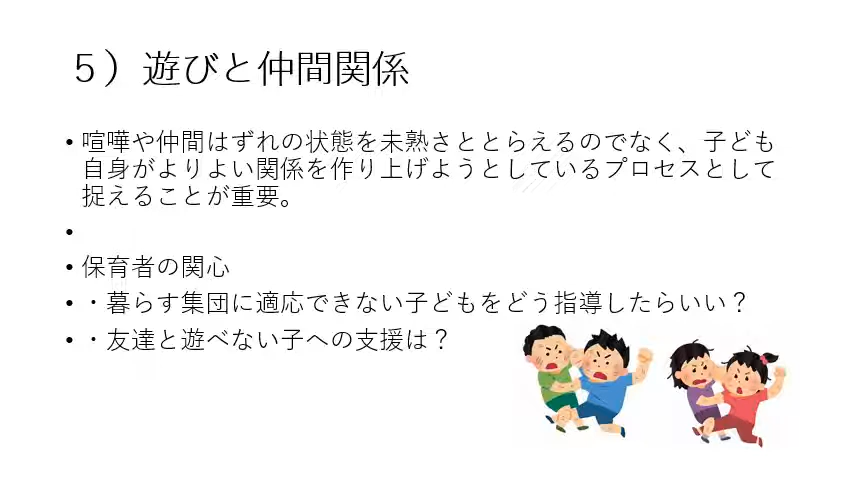 ５）遊びと仲間関係
• 喧嘩や仲間はずれの状態を未熟さととらえるのでなく、子ども
自身がよりよい関係を作り上げようとしているプロセスとして
捉えることが重要。
•
• 保育者の関心
• ・暮らす集団に適応できない子どもをどう指導したらいい？
• ・友達と遊べない子への支援は？